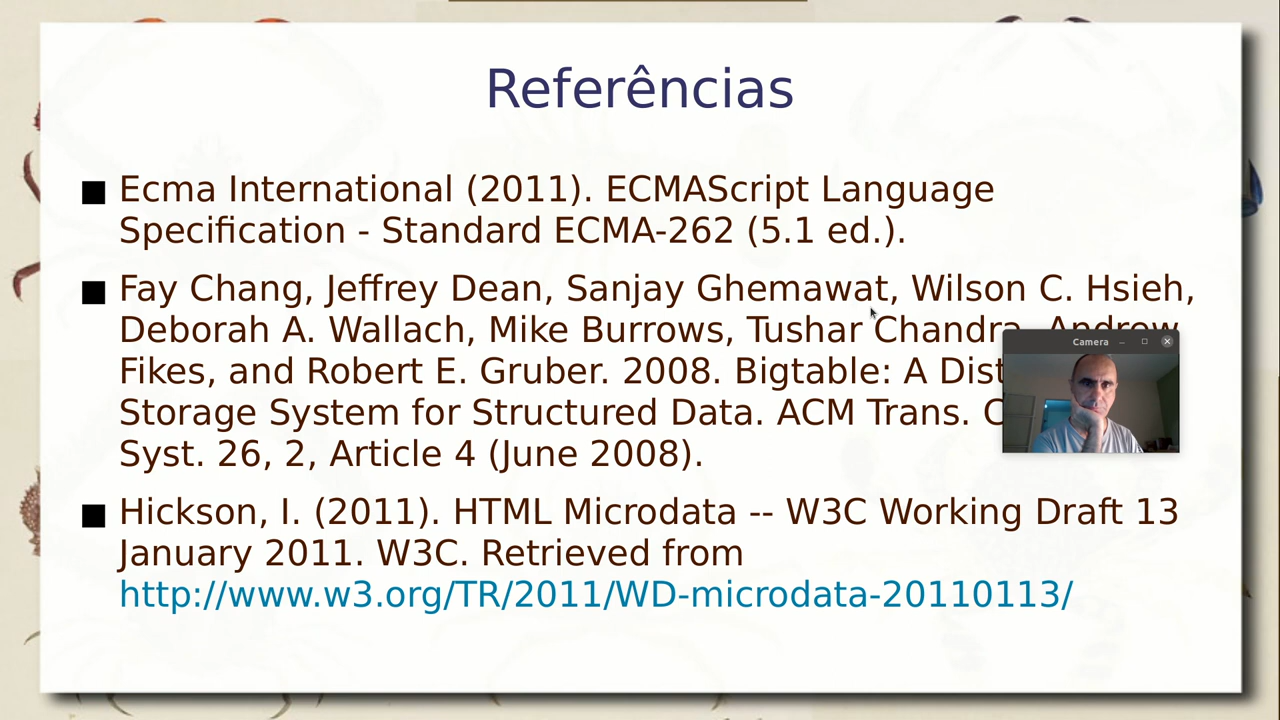 Referências
Ecma International (2011). ECMAScript Language
Specification - Standard ECMA-262 (5.1 ed.).
Fay Chang, Jeffrey Dean, Sanjay Ghemawat, Wilson C. Hsieh,
Deborah A. Wallach, Mike Burrows, Tushar Chandra, Andrew
Fikes, and Robert E. Gruber. 2008. Bigtable: A
Camera
Storage System for Structured Data. ACM Trans.
Syst. 26, 2, Article 4 (June 2008).
Hickson, I. (2011). HTML Microdata -- W3C Working Draft 13
January 2011. W3C. Retrieved from
http://www.w3.org/TR/2011/WD-microdata-20110113/